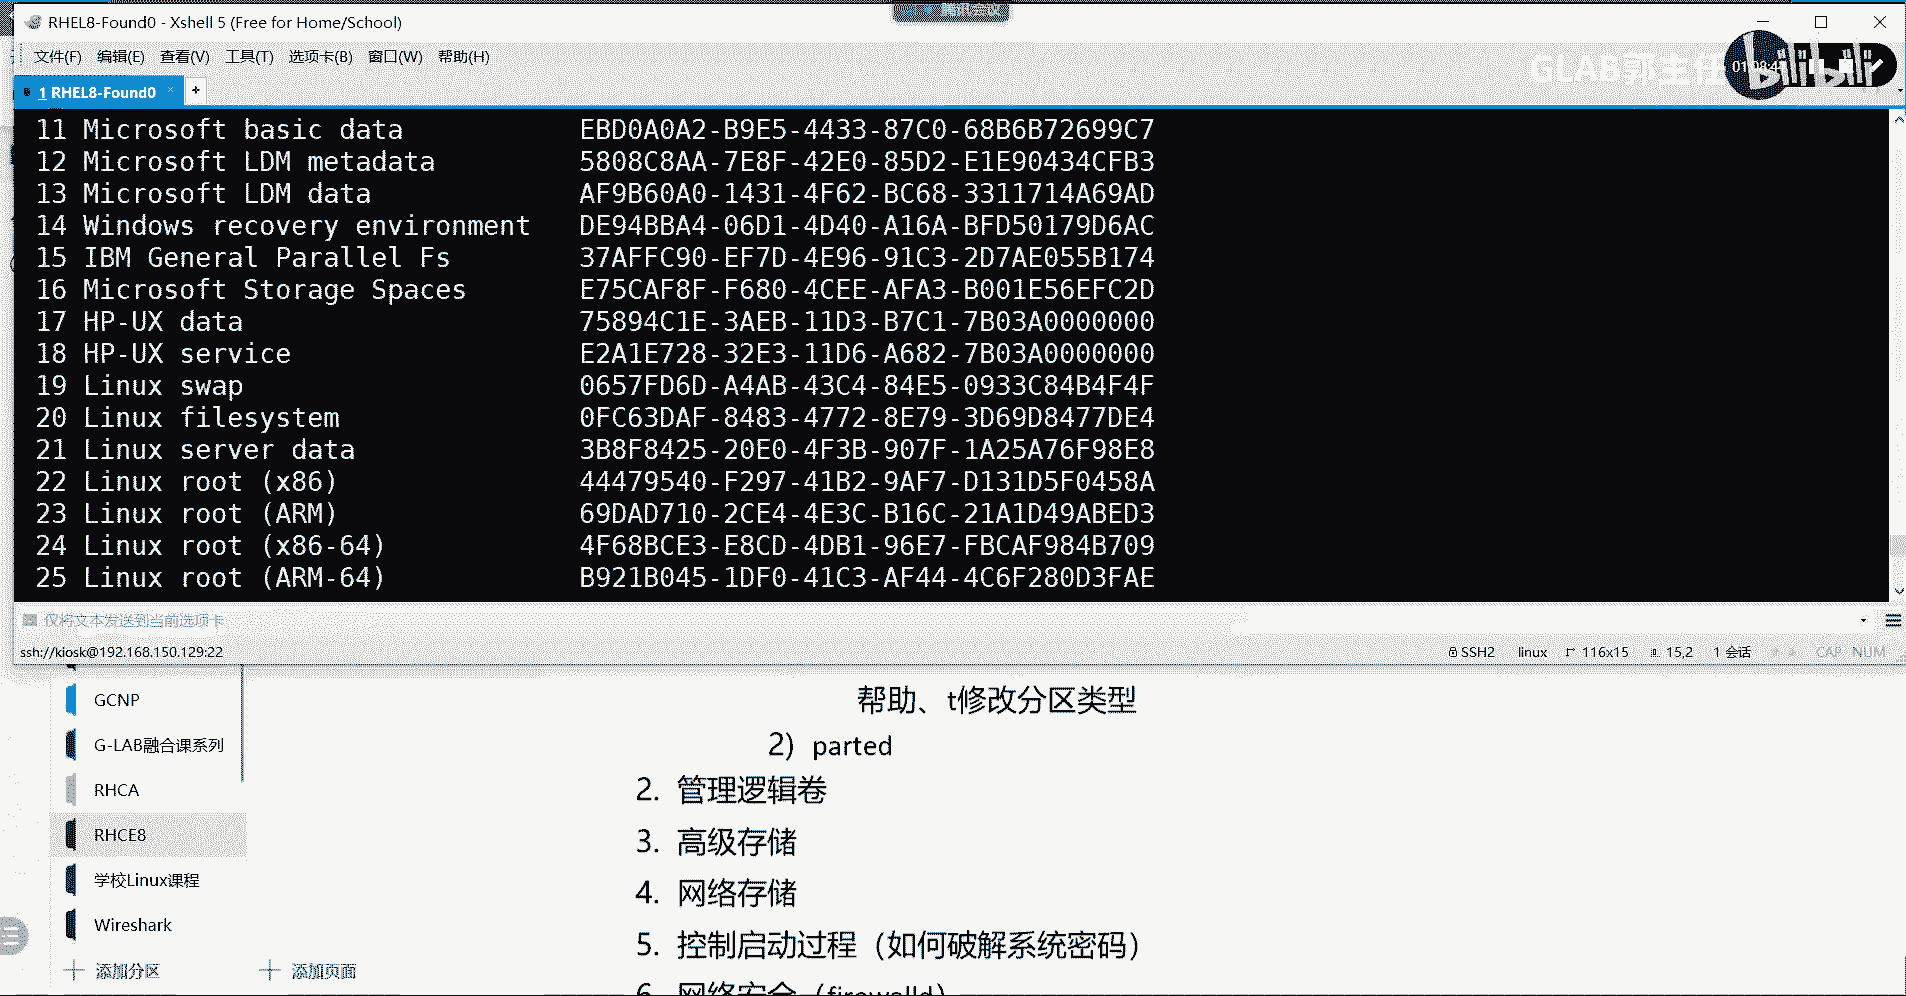 腾讯会议
RHEL8-Found0 - Xshell 5 (Free for Home/School)
文件(F) 编辑(E) 查看(V) 工具(T) 选项卡(B) 窗口(W) 帮助(H)
GLAB郭主任
bilibili
1 RHEL8-Found0
11 Microsoft basic data EBD0A0A2-B9E5-4433-87C0-68B6B72699C7
12 Microsoft LDM metadata 5808C8AA-7E8F-42E0-85D2-E1E90434CFB3
13 Microsoft LDM data AF9B60A0-1431-4F62-BC68-3311714A69AD
14 Windows recovery environment DE94BBA4-06D1-4D40-A16A-BFD50179D6AC
15 IBM General Parallel Fs 37AFFC90-EF7D-4E96-91C3-2D7AE055B174
16 Microsoft Storage Spaces E75CAF8F-F680-4CEE-AFA3-B001E56EFC2D
17 HP-UX data 75894C1E-3AEB-11D3-B7C1-7B03A0000000
18 HP-UX service E2A1E728-32E3-11D6-A682-7B03A0000000
19 Linux swap 0657FD6D-A4AB-43C4-84E5-0933C84B4F4F
20 Linux filesystem 0FC63DAF-8483-4772-8E79-3D69D8477DE4
21 Linux server data 3B8F8425-20E0-4F3B-907F-1A25A76F98E8
22 Linux root (x86) 44479540-F297-41B2-9AF7-D131D5F0458A
23 Linux root (ARM) 69DAD710-2CE4-4E3C-B16C-21A1D49ABED3
24 Linux root (x86-64) 4F68BCE3-E8CD-4DB1-96E7-FBCAF984B709
25 Linux root (ARM-64) B921B045-1DF0-41C3-AF44-4C6F280D3FAE
仅将文本发送到当前选项卡
ssh://kiosk@192.168.150.129:22 SSH2 linux 116x15 15,2 1 会话 CAP NUM
GCNP
G-LAB融合课系列
RHCA
RHCE8
学校Linux课程
Wireshark
添加分区 添加页面
帮助、t修改分区类型
2) parted
2. 管理逻辑卷
3. 高级存储
4. 网络存储
5. 控制启动过程（如何破解系统密码）
6. 网络安全（firewalld）